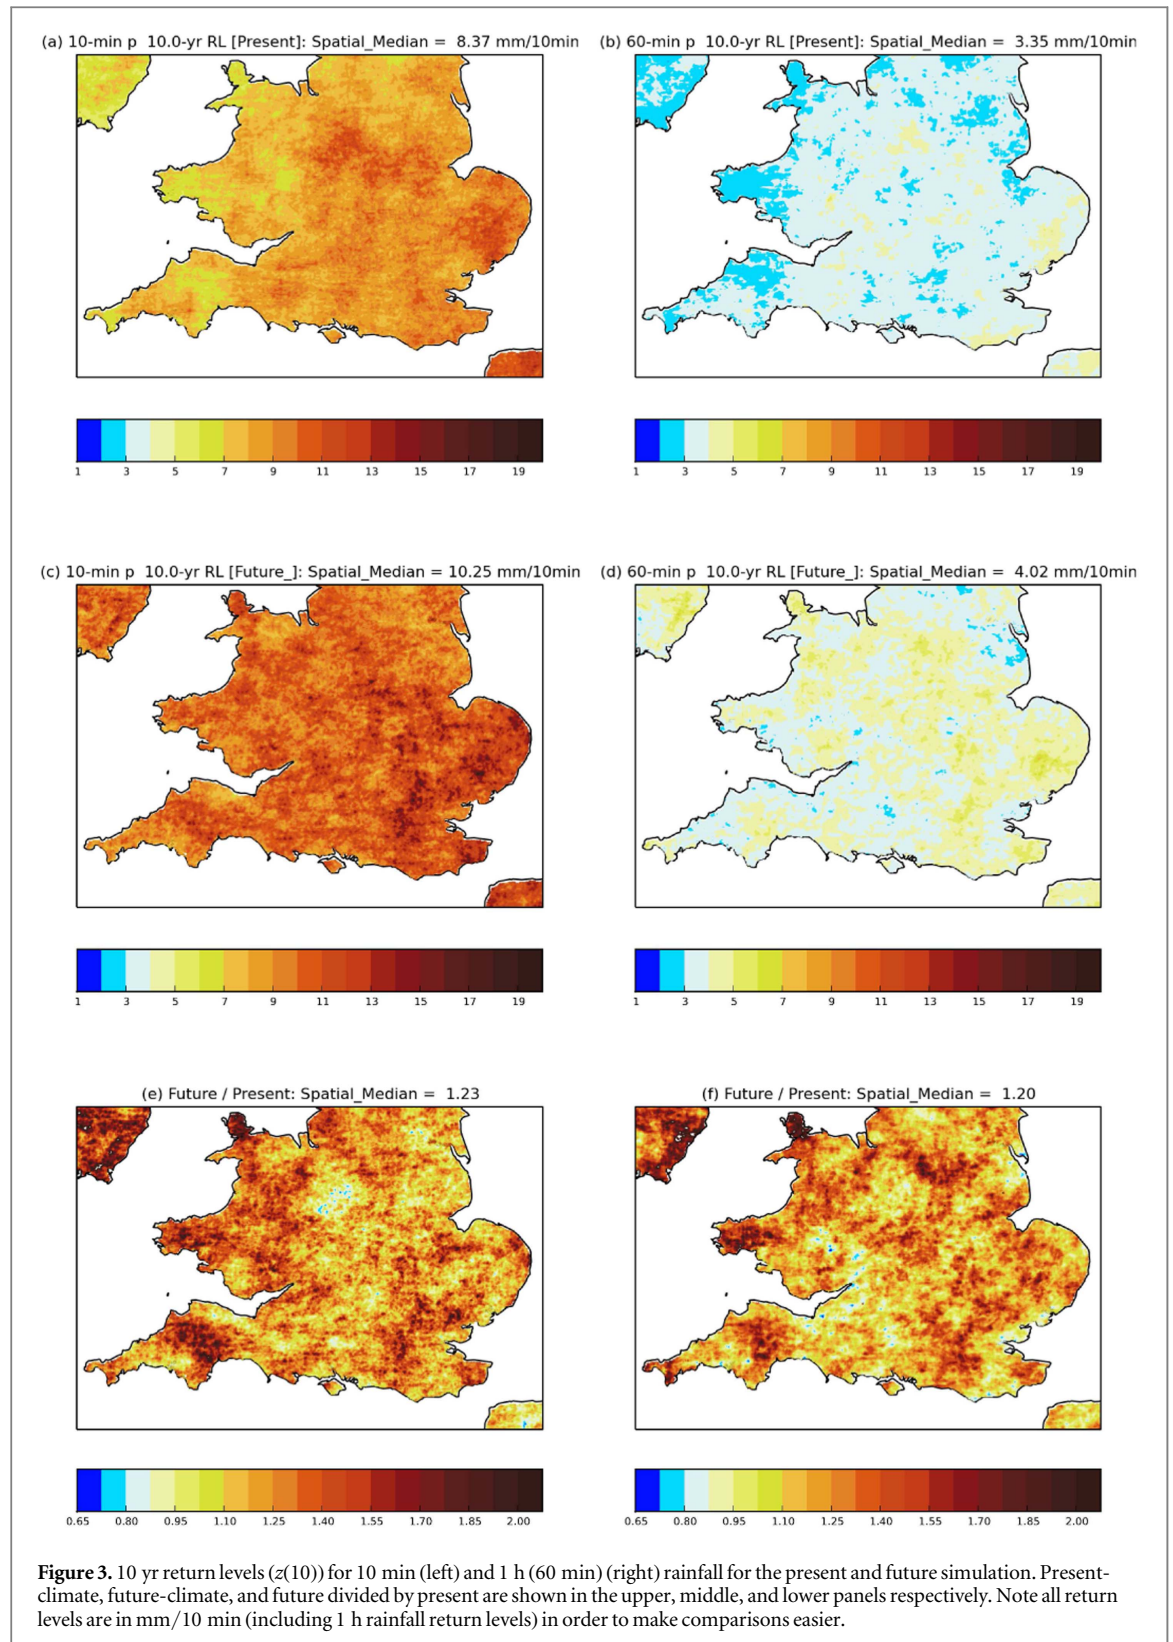 (a) 10-min p 10.0-yr RL [Present]: Spatial_Median = 8.37 mm/10min
(b) 60-min p 10.0-yr RL [Present]: Spatial_Median = 3.35 mm/10min
1 3 5 7 9 11 13 15 17 19
1 3 5 7 9 11 13 15 17 19
(c) 10-min p 10.0-yr RL [Future_]: Spatial_Median = 10.25 mm/10min
(d) 60-min p 10.0-yr RL [Future_]: Spatial_Median = 4.02 mm/10min
1 3 5 7 9 11 13 15 17 19
1 3 5 7 9 11 13 15 17 19
(e) Future / Present: Spatial_Median = 1.23
(f) Future / Present: Spatial_Median = 1.20
0.65 0.80 0.95 1.10 1.25 1.40 1.55 1.70 1.85 2.00
0.65 0.80 0.95 1.10 1.25 1.40 1.55 1.70 1.85 2.00
Figure 3. 10 yr return levels (z(10)) for 10 min (left) and 1 h (60 min) (right) rainfall for the present and future simulation. Present-
climate, future-climate, and future divided by present are shown in the upper, middle, and lower panels respectively. Note all return
levels are in mm/10 min (including 1 h rainfall return levels) in order to make comparisons easier.